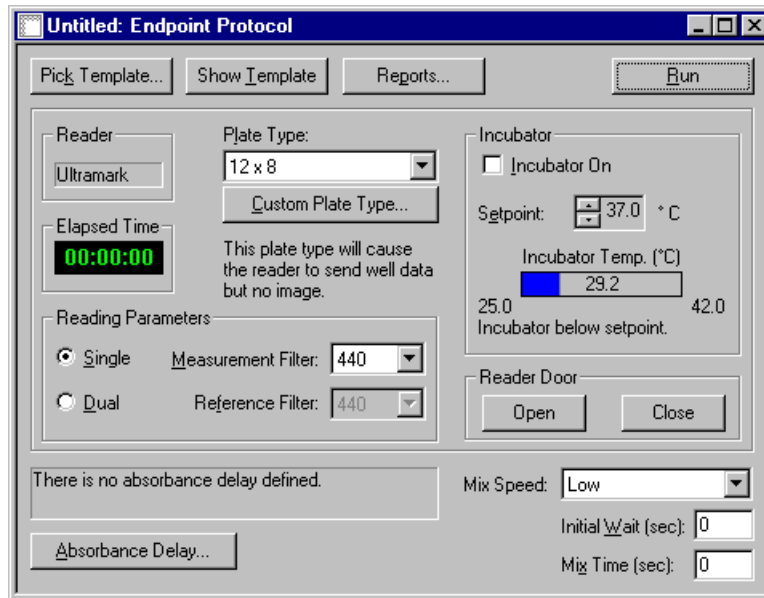 Untitled: Endpoint Protocol
Pick Template... Show Template Reports... Run
Reader
Ultramark
Elapsed Time
00:00:00
Plate Type:
12 x 8
Custom Plate Type...
This plate type will cause
the reader to send well data
but no image.
Reading Parameters
Single Measurement Filter: 440
Dual Reference Filter: 440
Incubator
Incubator On
Setpoint: 37.0 ° C
Incubator Temp. (°C)
29.2
25.0 42.0
Incubator below setpoint.
Reader Door
Open Close
There is no absorbance delay defined.
Absorbance Delay...
Mix Speed: Low
Initial Wait (sec): 0
Mix Time (sec): 0